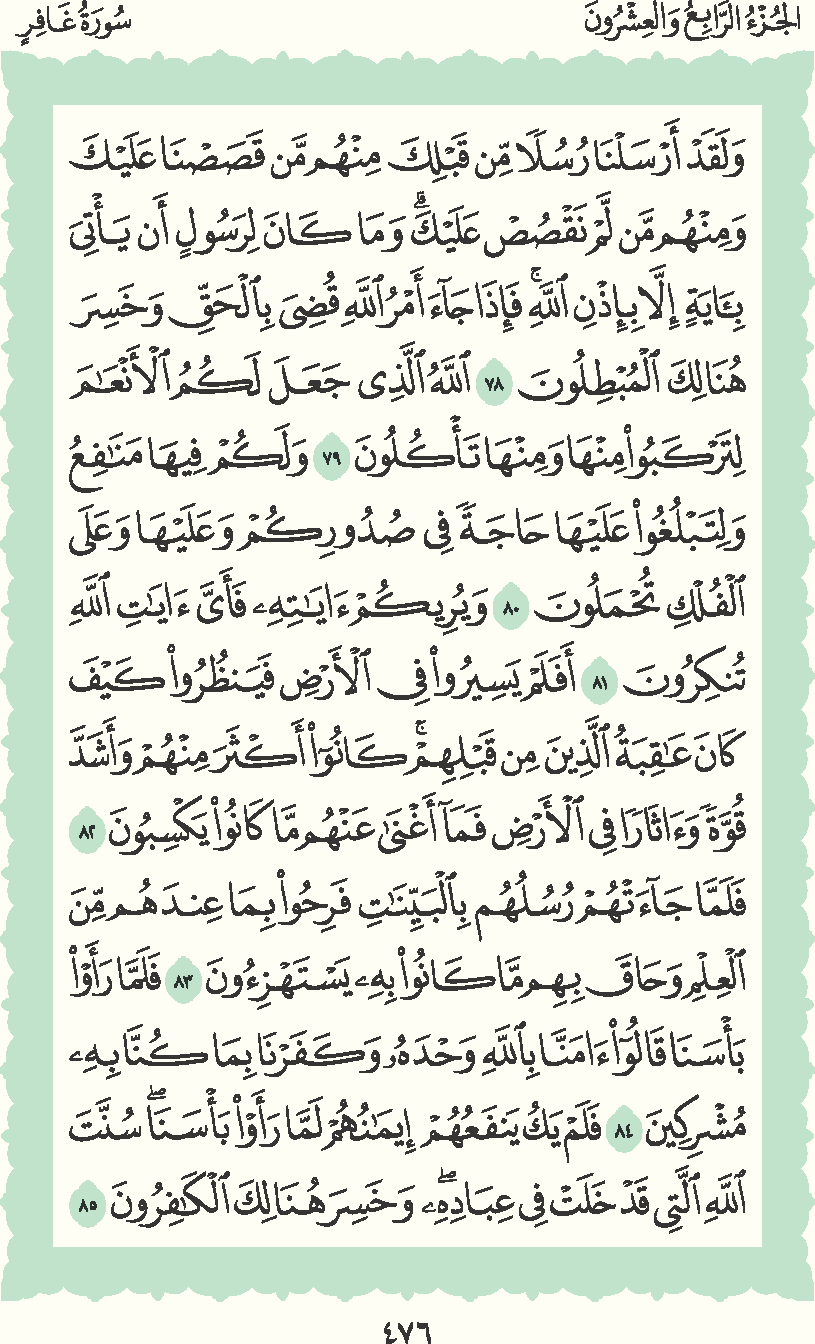 الجُزْءُ الرَّابِعُ وَالعِشْرُونَ سُورَةُ غَافِرٍ
وَلَقَدْ أَرْسَلْنَا رُسُلًا مِّن قَبْلِكَ مِنْهُم مَّن قَصَصْنَا عَلَيْكَ
وَمِنْهُم مَّن لَّمْ نَقْصُصْ عَلَيْكَۗ وَمَا كَانَ لِرَسُولٍ أَن يَأْتِىَ
بِـَٔايَةٍ إِلَّا بِإِذْنِ ٱللَّهِۚ فَإِذَا جَآءَ أَمْرُ ٱللَّهِ قُضِىَ بِٱلْحَقِّ وَخَسِرَ
هُنَالِكَ ٱلْمُبْطِلُونَ ٧٨ ٱللَّهُ ٱلَّذِى جَعَلَ لَكُمُ ٱلْأَنْعَـٰمَ
لِتَرْكَبُوا۟ مِنْهَا وَمِنْهَا تَأْكُلُونَ ٧٩ وَلَكُمْ فِيهَا مَنَـٰفِعُ
وَلِتَبْلُغُوا۟ عَلَيْهَا حَاجَةً فِى صُدُورِكُمْ وَعَلَيْهَا وَعَلَى
ٱلْفُلْكِ تُحْمَلُونَ ٨٠ وَيُرِيكُمْ ءَايَـٰتِهِۦ فَأَىَّ ءَايَـٰتِ ٱللَّهِ
تُنكِرُونَ ٨١ أَفَلَمْ يَسِيرُوا۟ فِى ٱلْأَرْضِ فَيَنظُرُوا۟ كَيْفَ
كَانَ عَـٰقِبَةُ ٱلَّذِينَ مِن قَبْلِهِمْۚ كَانُوٓا۟ أَكْثَرَ مِنْهُمْ وَأَشَدَّ
قُوَّةً وَءَاثَارًا فِى ٱلْأَرْضِ فَمَآ أَغْنَىٰ عَنْهُم مَّا كَانُوا۟ يَكْسِبُونَ ٨٢
فَلَمَّا جَآءَتْهُمْ رُسُلُهُم بِٱلْبَيِّنَـٰتِ فَرِحُوا۟ بِمَا عِندَهُم مِّنَ
ٱلْعِلْمِ وَحَاقَ بِهِم مَّا كَانُوا۟ بِهِۦ يَسْتَهْزِءُونَ ٨٣ فَلَمَّا رَأَوْا۟
بَأْسَنَا قَالُوٓا۟ ءَامَنَّا بِٱللَّهِ وَحْدَهُۥ وَكَفَرْنَا بِمَا كُنَّا بِهِۦ
مُشْرِكِينَ ٨٤ فَلَمْ يَكُ يَنفَعُهُمْ إِيمَـٰنُهُمْ لَمَّا رَأَوْا۟ بَأْسَنَاۖ سُنَّتَ
ٱللَّهِ ٱلَّتِى قَدْ خَلَتْ فِى عِبَادِهِۦۖ وَخَسِرَ هُنَالِكَ ٱلْكَـٰفِرُونَ ٨٥
٤٧٦